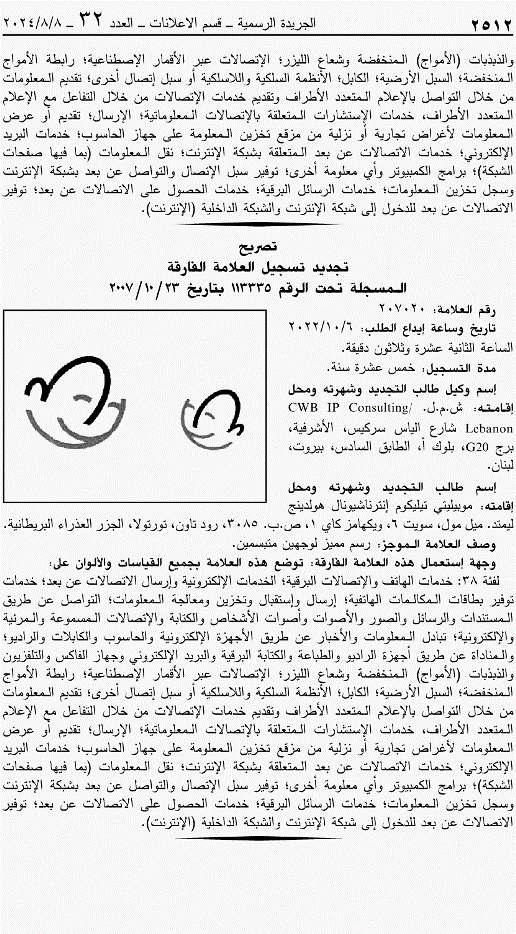 ٢٥١٢
الجريدة الرسمية ـ قسم الاعلانات ـ العدد ٣٢ ـ ٢٠٢٤/٨/٨
والذبذبات (الأمواج) المنخفضة وشعاع الليزر؛ الإتصالات عبر الأقمار الإصطناعية؛ رابطة الأمواج
المنخفضة؛ السبل الأرضية؛ الكابل؛ الأنظمة السلكية واللاسلكية أو سبل إتصال أخرى؛ تقديم المعلومات
من خلال التواصل بالإعلام المتعدد الأطراف وتقديم خدمات الإتصالات من خلال التفاعل مع الإعلام
المتعدد الأطراف، خدمات الإستشارات المتعلقة بالإتصالات المعلوماتية؛ الإرسال؛ تقديم أو عرض
المعلومات لأغراض تجارية أو نزلية من مزقع تخزين المعلومة على جهاز الحاسوب؛ خدمات البريد
الإلكتروني؛ خدمات الاتصالات عن بعد المتعلقة بشبكة الإنترنت؛ نقل المعلومات (بما فيها صفحات
الشبكة)؛ برامج الكمبيوتر وأي معلومة أخرى؛ توفير سبل الإتصال والتواصل عن بعد بشبكة الإنترنت
وسجل تخزين المعلومات؛ خدمات الرسائل البرقية؛ خدمات الحصول على الاتصالات عن بعد؛ توفير
الاتصالات عن بعد للدخول إلى شبكة الإنترنت والشبكة الداخلية (الإنترنت).
تصريح
تجديد تسجيل العلامة الفارقة
المسجلة تحت الرقم ١١٣٣٣٥ بتاريخ ٢٠٠٧/١٠/٢٣
رقم العلامة: ٢٠٧٠٢٠
تاريخ وساعة إيداع الطلب: ٢٠٢٢/١٠/٦
الساعة الثانية عشرة وثلاثون دقيقة.
مدة التسجيل: خمس عشرة سنة.
إسم وكيل طالب التجديد وشهرته ومحل
إقامته: ش.م.ل. CWB IP Consulting/
Lebanon شارع الياس سركيس، الأشرفية،
برج G20، بلوك أ، الطابق السادس، بيروت،
لبنان.
إسم طالب التجديد وشهرته ومحل
إقامته: موبيليتي تيليكوم إنترناشيونال هولدينج
ليمتد. ميل مول، سويت ٦، ويكهامز كاي ١، ص.ب. ٣٠٨٥، رود تاون، تورتولا، الجزر العذراء البريطانية.
وصف العلامة الموجز: رسم مميز لوجهين متبسمين.
وجهة إستعمال هذه العلامة الفارقة: توضع هذه العلامة بجميع القياسات والألوان على:
لفئة ٣٨: خدمات الهاتف والإتصالات البرقية؛ الخدمات الإلكترونية وإرسال الاتصالات عن بعد؛ خدمات
توفير بطاقات المكالمات الهاتفية؛ إرسال وإستقبال وتخزين ومعالجة المعلومات؛ التواصل عن طريق
المستندات والرسائل والصور والأصوات وأصوات الأشخاص والكتابة والإتصالات المسموعة والمرئية
والإلكترونية؛ تبادل المعلومات والأخبار عن طريق الأجهزة الإلكترونية والحاسوب والكابلات والراديو؛
والمناداة عن طريق أجهزة الراديو والطباعة والكتابة البرقية والبريد الإلكتروني وجهاز الفاكس والتلفزيون
والذبذبات (الأمواج) المنخفضة وشعاع الليزر؛ الإتصالات عبر الأقمار الإصطناعية؛ رابطة الأمواج
المنخفضة؛ السبل الأرضية؛ الكابل؛ الأنظمة السلكية واللاسلكية أو سبل إتصال أخرى؛ تقديم المعلومات
من خلال التواصل بالإعلام المتعدد الأطراف وتقديم خدمات الإتصالات من خلال التفاعل مع الإعلام
المتعدد الأطراف، خدمات الإستشارات المتعلقة بالإتصالات المعلوماتية؛ الإرسال؛ تقديم أو عرض
المعلومات لأغراض تجارية أو نزلية من مزقع تخزين المعلومة على جهاز الحاسوب؛ خدمات البريد
الإلكتروني؛ خدمات الاتصالات عن بعد المتعلقة بشبكة الإنترنت؛ نقل المعلومات (بما فيها صفحات
الشبكة)؛ برامج الكمبيوتر وأي معلومة أخرى؛ توفير سبل الإتصال والتواصل عن بعد بشبكة الإنترنت
وسجل تخزين المعلومات؛ خدمات الرسائل البرقية؛ خدمات الحصول على الاتصالات عن بعد؛ توفير
الاتصالات عن بعد للدخول إلى شبكة الإنترنت والشبكة الداخلية (الإنترنت).